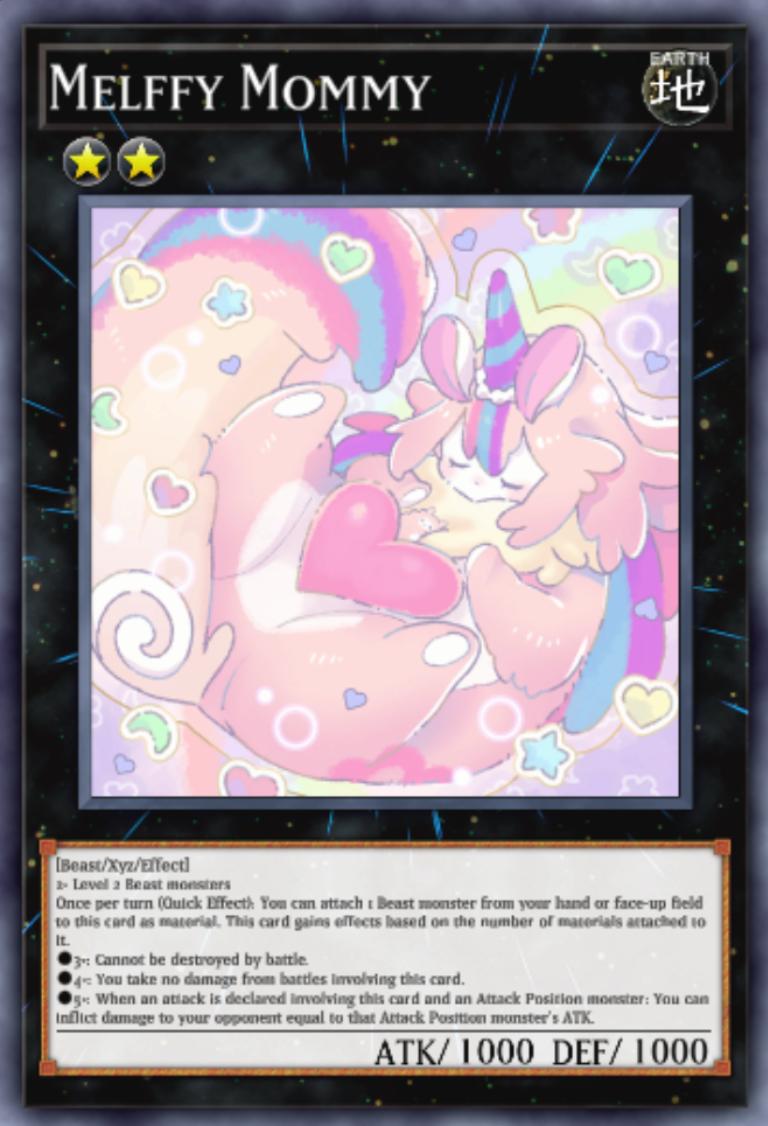 MELFFY MOMMY
EARTH
地
[Beast/Xyz/Effect]
2+ Level 2 Beast monsters
Once per turn (Quick Effect): You can attach 1 Beast monster from your hand or face-up field
to this card as material. This card gains effects based on the number of materials attached to
it.
●3+: Cannot be destroyed by battle.
●4+: You take no damage from battles involving this card.
●5+: When an attack is declared involving this card and an Attack Position monster: You can
inflict damage to your opponent equal to that Attack Position monster's ATK.
ATK/ 1000 DEF/ 1000